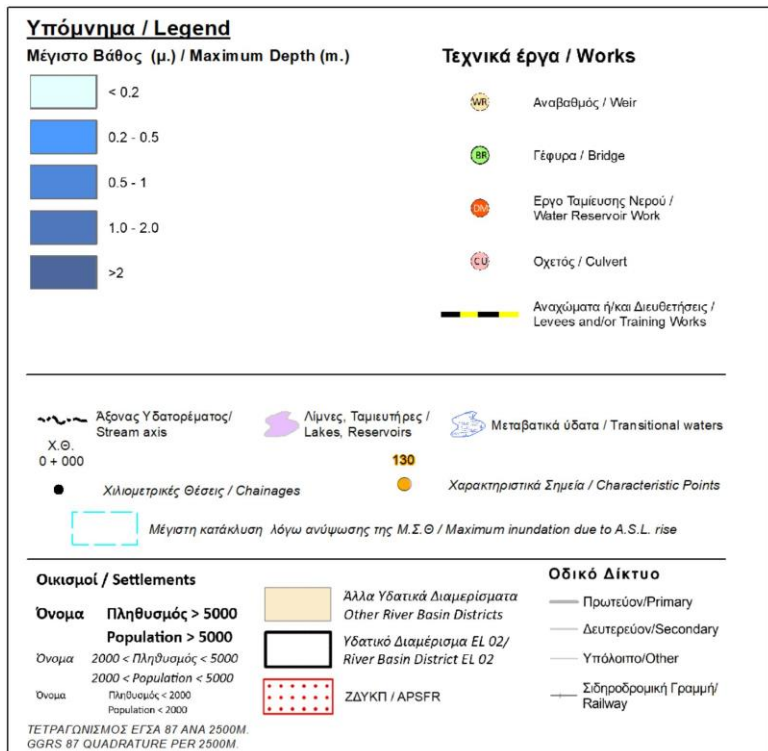 Υπόμνημα / Legend
Μέγιστο Βάθος (μ.) / Maximum Depth (m.)
< 0.2
0.2 - 0.5
0.5 - 1
1.0 - 2.0
>2
Τεχνικά έργα / Works
WR
Αναβαθμός / Weir
BR
Γέφυρα / Bridge
DM
Εργο Ταμίευσης Νερού /
Water Reservoir Work
CU
Οχετός / Culvert
Αναχώματα ή/και Διευθετήσεις /
Levees and/or Training Works
Άξονας Υδατορέματος/
Stream axis
Λίμνες, Ταμιευτήρες /
Lakes, Reservoirs
Μεταβατικά ύδατα / Transitional waters
Χ.Θ.
0 + 000
Χιλιομετρικές Θέσεις / Chainages
130
Χαρακτηριστικά Σημεία / Characteristic Points
Μέγιστη κατάκλυση λόγω ανύψωσης της Μ.Σ.Θ / Maximum inundation due to A.S.L. rise
Οικισμοί / Settlements
Όνομα Πληθυσμός > 5000
Population > 5000
Όνομα 2000 < Πληθυσμός < 5000
2000 < Population < 5000
Όνομα Πληθυσμός < 2000
Population < 2000
ΤΕΤΡΑΓΩΝΙΣΜΟΣ ΕΓΣΑ 87 ΑΝΑ 2500Μ.
GGRS 87 QUADRATURE PER 2500M.
Άλλα Υδατικά Διαμερίσματα
Other River Basin Districts
Υδατικό Διαμέρισμα EL 02/
River Basin District EL 02
ΖΔΥΚΠ / APSFR
Οδικό Δίκτυο
Πρωτεύον/Primary
Δευτερεύον/Secondary
Υπόλοιπο/Other
Σιδηροδρομική Γραμμή/
Railway